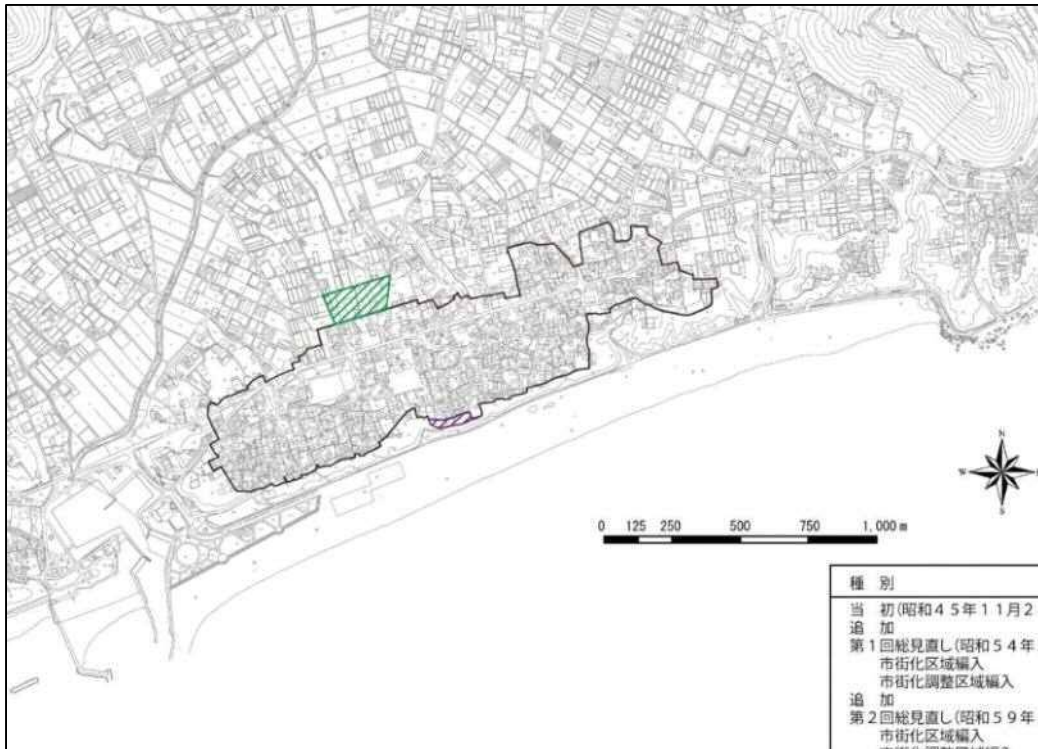 N
W
S
0 125 250 500 750 1,000m
種 別
当 初(昭和45年11月2
追 加
第1回総見直し(昭和54年
市街化区域編入
市街化調整区域編入
追 加
第2回総見直し(昭和59年
市街化区域編入